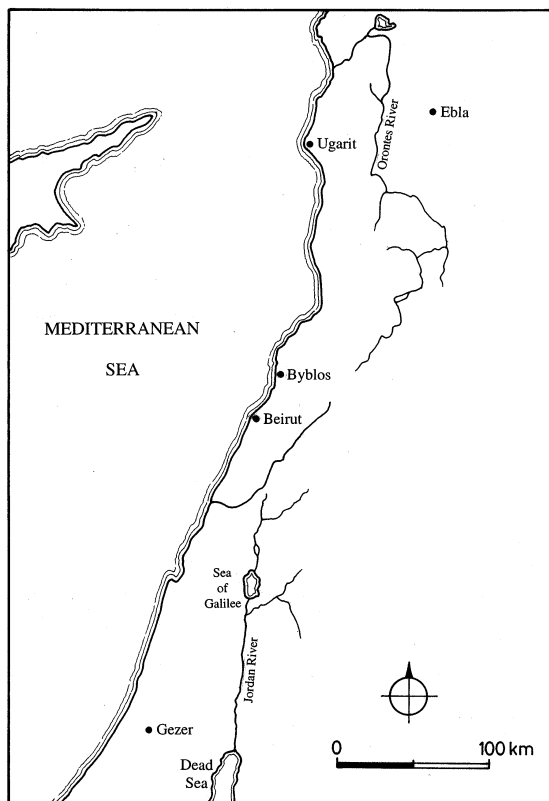 Ebla
Orontes River
Ugarit
MEDITERRANEAN
SEA
Byblos
Beirut
Sea
of
Galilee
Jordan River
Gezer
Dead
Sea
0 100 km